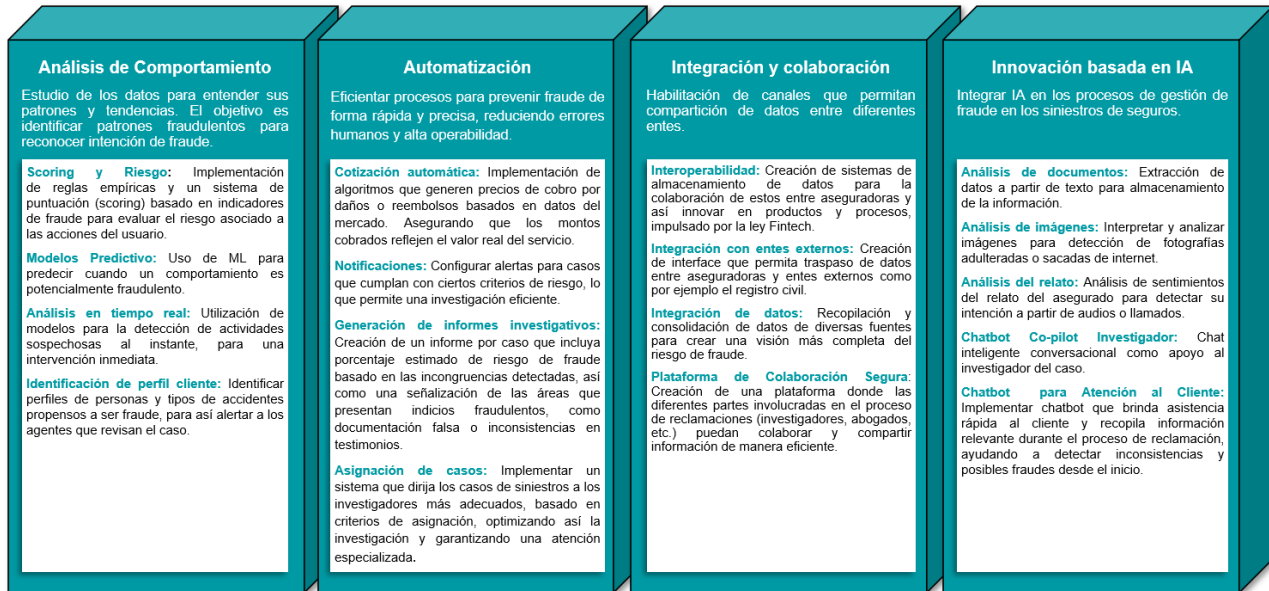 Análisis de Comportamiento
Estudio de los datos para entender sus
patrones y tendencias. El objetivo es
identificar patrones fraudulentos para
reconocer intención de fraude.
Scoring y Riesgo: Implementación
de reglas empíricas y un sistema de
puntuación (scoring) basado en indicadores
de fraude para evaluar el riesgo asociado a
las acciones del usuario.
Modelos Predictivo: Uso de ML para
predecir cuando un comportamiento es
potencialmente fraudulento.
Análisis en tiempo real: Utilización de
modelos para la detección de actividades
sospechosas al instante, para una
intervención inmediata.
Identificación de perfil cliente: Identificar
perfiles de personas y tipos de accidentes
propensos a ser fraude, para así alertar a los
agentes que revisan el caso.
Automatización
Eficientar procesos para prevenir fraude de
forma rápida y precisa, reduciendo errores
humanos y alta operabilidad.
Cotización automática: Implementación de
algoritmos que generen precios de cobro por
daños o reembolsos basados en datos del
mercado. Asegurando que los montos
cobrados reflejen el valor real del servicio.
Notificaciones: Configurar alertas para casos
que cumplan con ciertos criterios de riesgo, lo
que permite una investigación eficiente.
Generación de informes investigativos:
Creación de un informe por caso que incluya
porcentaje estimado de riesgo de fraude
basado en las incongruencias detectadas, así
como una señalización de las áreas que
presentan indicios fraudulentos, como
documentación falsa o inconsistencias en
testimonios.
Asignación de casos: Implementar un
sistema que dirija los casos de siniestros a los
investigadores más adecuados, basado en
criterios de asignación, optimizando así la
investigación y garantizando una atención
especializada.
Integración y colaboración
Habilitación de canales que permitan
compartición de datos entre diferentes
entes.
Interoperabilidad: Creación de sistemas de
almacenamiento de datos para la
colaboración de estos entre aseguradoras y
así innovar en productos y procesos,
impulsado por la ley Fintech.
Integración con entes externos: Creación
de interface que permita traspaso de datos
entre aseguradoras y entes externos como
por ejemplo el registro civil.
Integración de datos: Recopilación y
consolidación de datos de diversas fuentes
para crear una visión más completa del
riesgo de fraude.
Plataforma de Colaboración Segura:
Creación de una plataforma donde las
diferentes partes involucradas en el proceso
de reclamaciones (investigadores, abogados,
etc.) puedan colaborar y compartir
información de manera eficiente.
Innovación basada en IA
Integrar IA en los procesos de gestión de
fraude en los siniestros de seguros.
Análisis de documentos: Extracción de
datos a partir de texto para almacenamiento
de la información.
Análisis de imágenes: Interpretar y analizar
imágenes para detección de fotografías
adulteradas o sacadas de internet.
Análisis del relato: Análisis de sentimientos
del relato del asegurado para detectar su
intención a partir de audios o llamados.
Chatbot Co-pilot Investigador: Chat
inteligente conversacional como apoyo al
investigador del caso.
Chatbot para Atención al Cliente:
Implementar chatbot que brinda asistencia
rápida al cliente y recopila información
relevante durante el proceso de reclamación,
ayudando a detectar inconsistencias y
posibles fraudes desde el inicio.